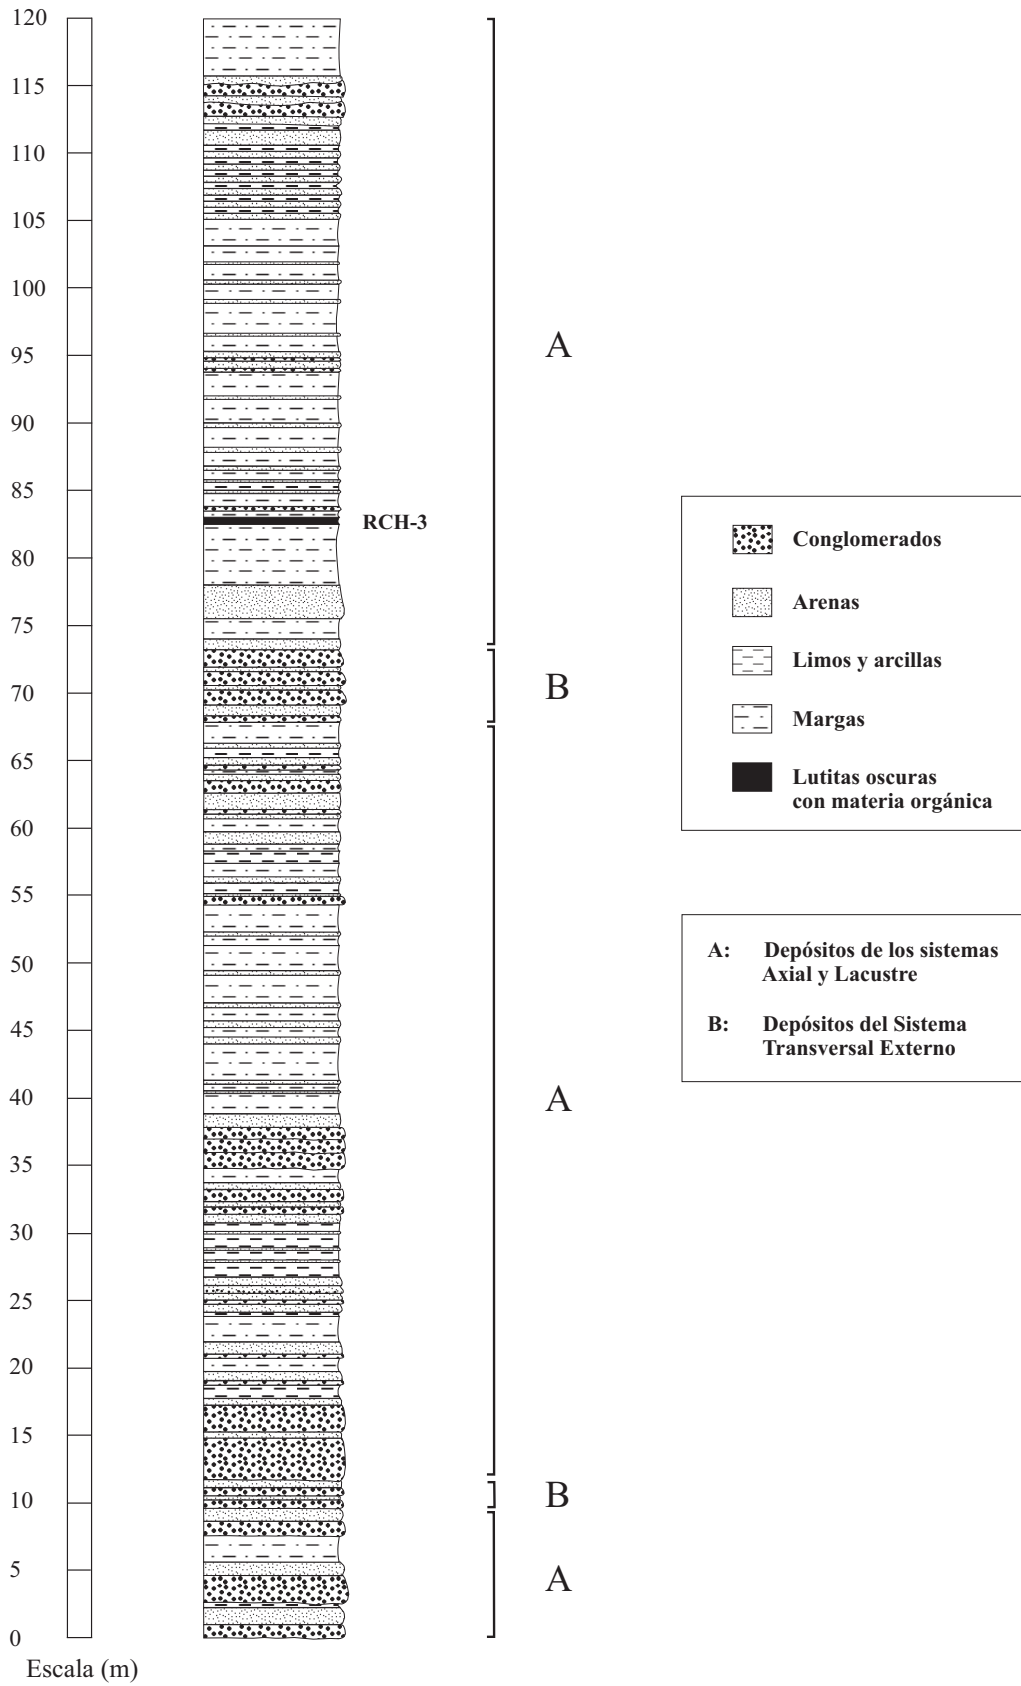 120
115
110
105
100
95
90
85
80
75
70
65
60
55
50
45
40
35
30
25
20
15
10
5
0
Escala (m)
RCH-3
A
B
A
B
A
Conglomerados
Arenas
Limos y arcillas
Margas
Lutitas oscuras
con materia orgánica
A: Depósitos de los sistemas
Axial y Lacustre
B: Depósitos del Sistema
Transversal Externo